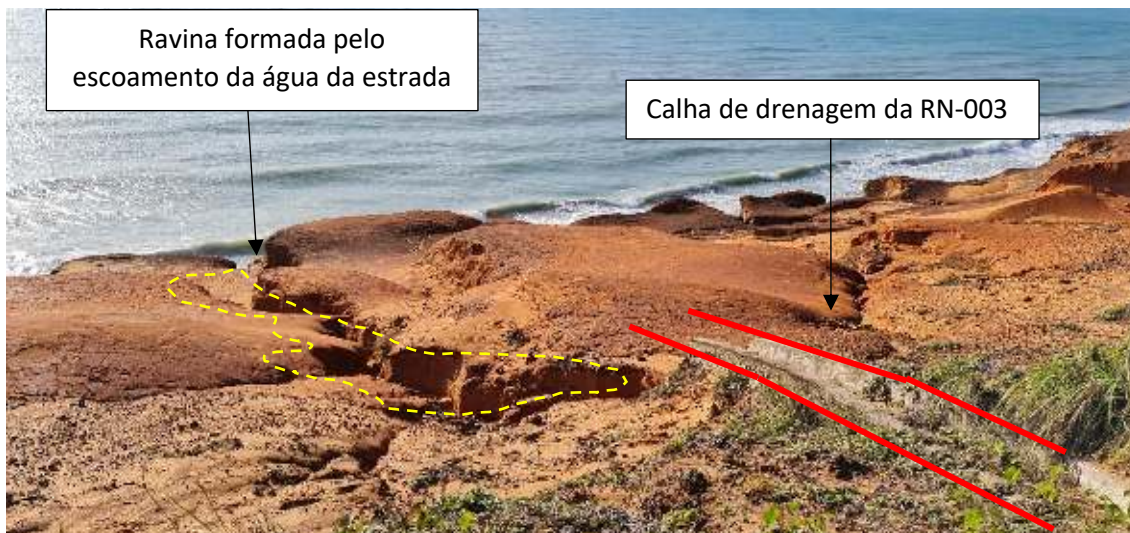 Ravina formada pelo
escoamento da água da estrada
Calha de drenagem da RN-003